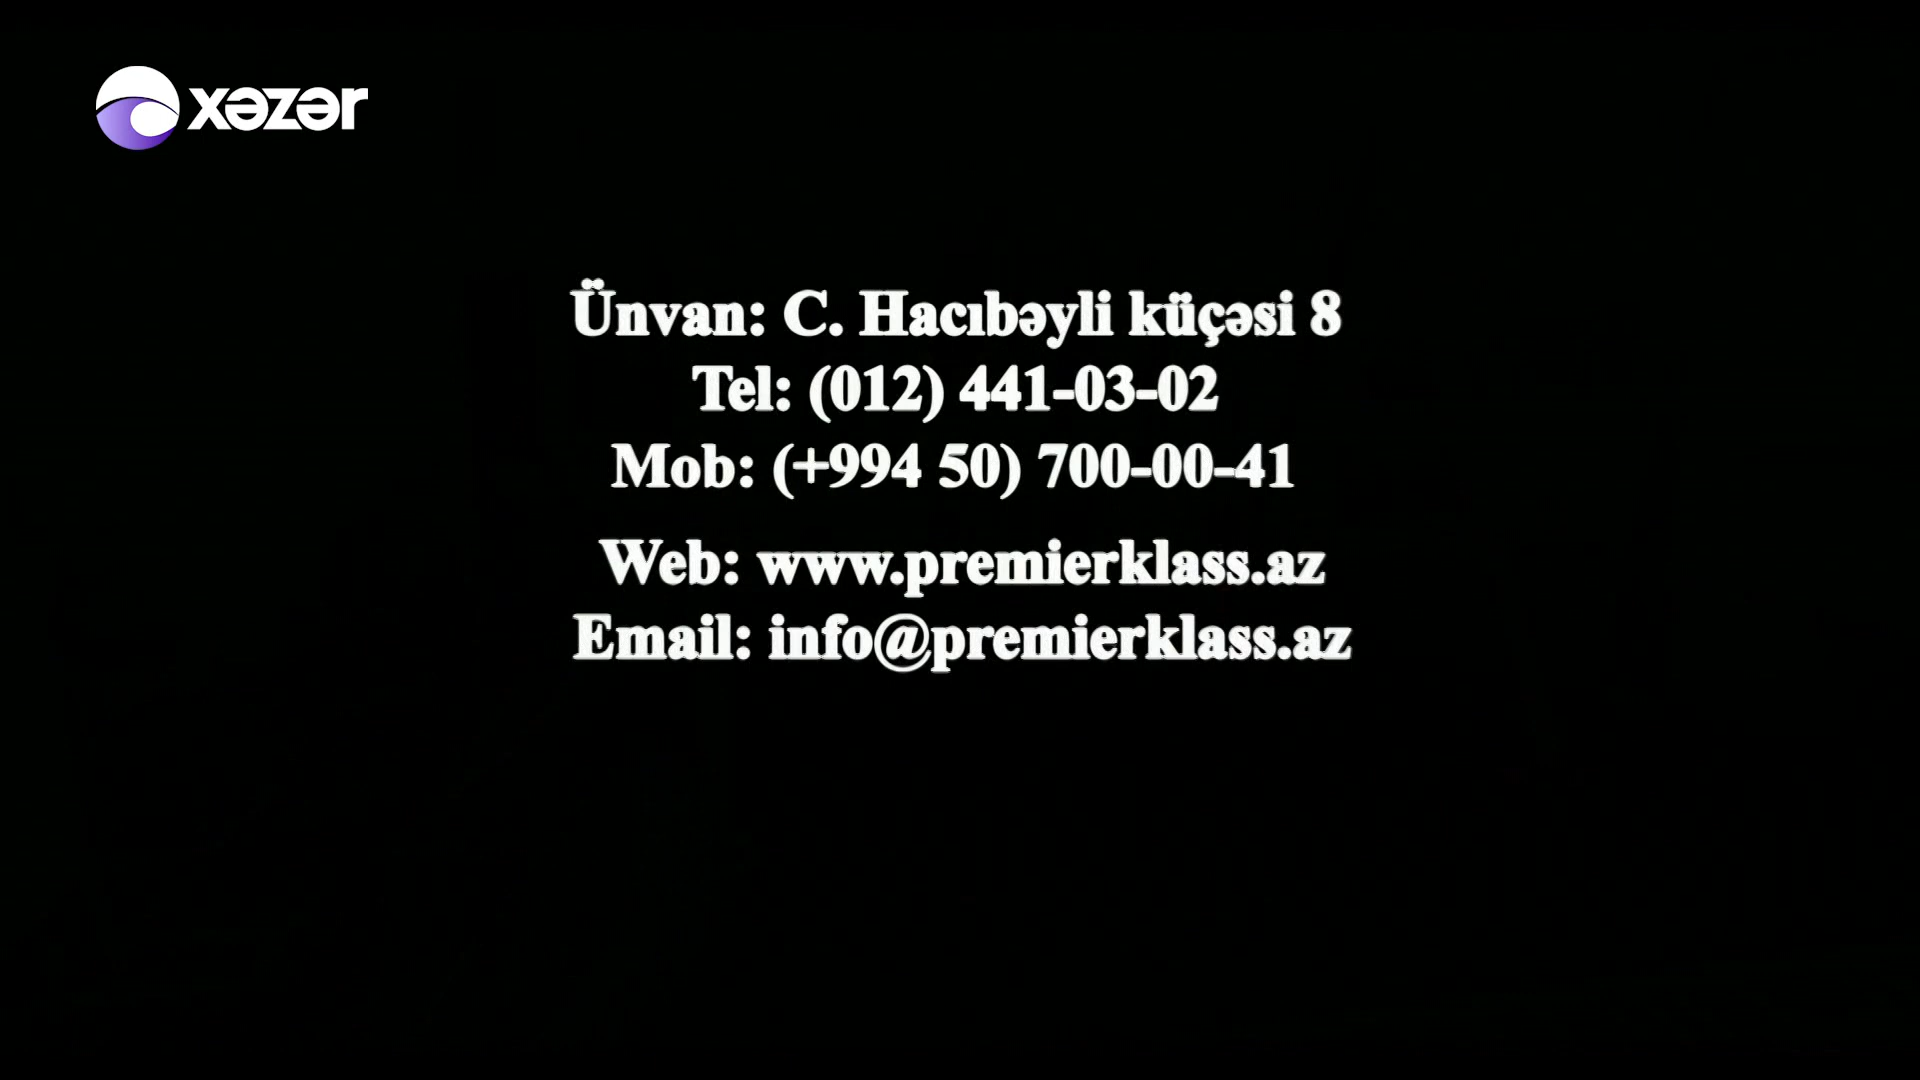 xəzər
Ünvan: C. Hacıbəyli küçəsi 8
Tel: (012) 441-03-02
Mob: (+994 50) 700-00-41
Web: www.premierklass.az
Email: info@premierklass.az